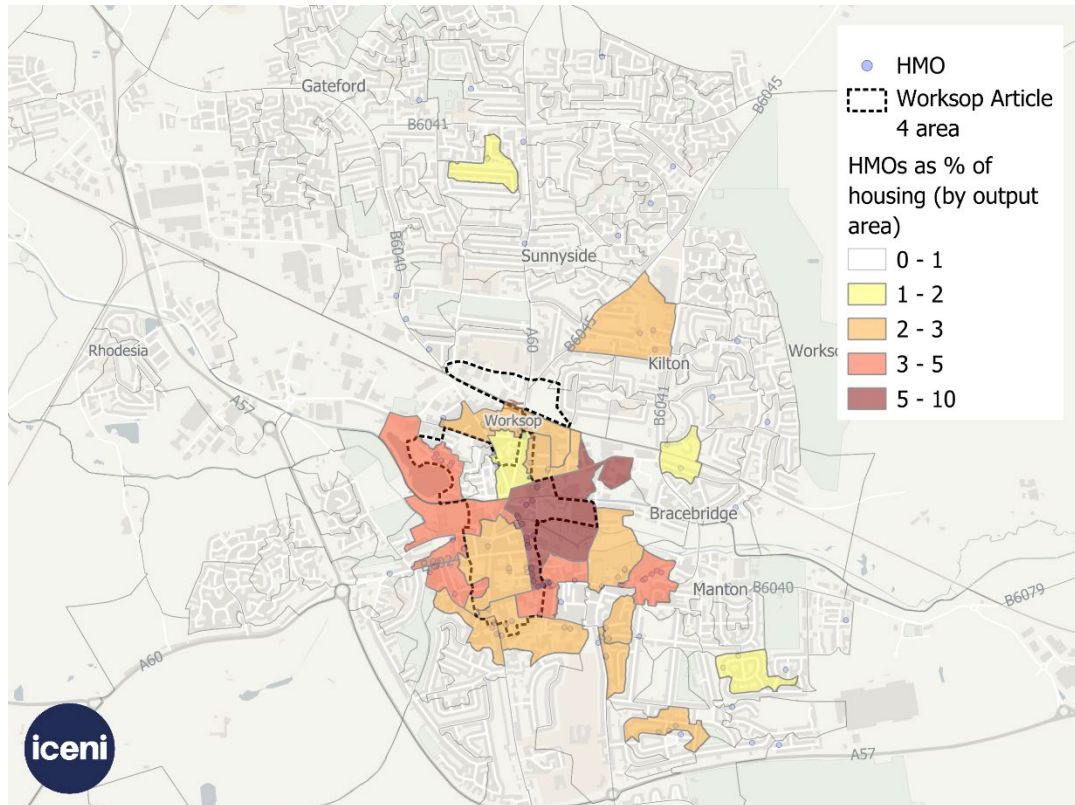 HMO
Worksop Article
4 area
HMOs as % of
housing (by output
area)
0 - 1
1 - 2
2 - 3
3 - 5
5 - 10
Gateford
B6045
B6041
B6040
Sunnyside
A60
B6045
Rhodesia
Kilton
Works
A57
Worksop
B6041
Bracebridge
B6024
Manton
B6040
B6079
A60
A57
iceni